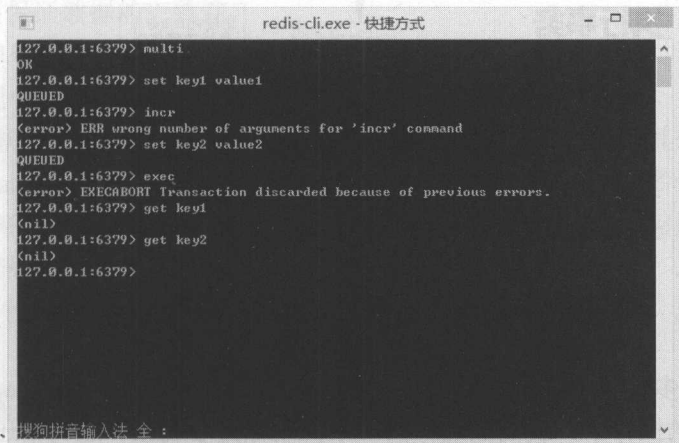 redis-cli.exe - 快捷方式
127.0.0.1:6379> multi
OK
127.0.0.1:6379> set key1 value1
QUEUED
127.0.0.1:6379> incr
(error) ERR wrong number of arguments for 'incr' command
127.0.0.1:6379> set key2 value2
QUEUED
127.0.0.1:6379> exec
(error) EXECABORT Transaction discarded because of previous errors.
127.0.0.1:6379> get key1
(nil)
127.0.0.1:6379> get key2
(nil)
127.0.0.1:6379>
搜狗拼音输入法 全 :